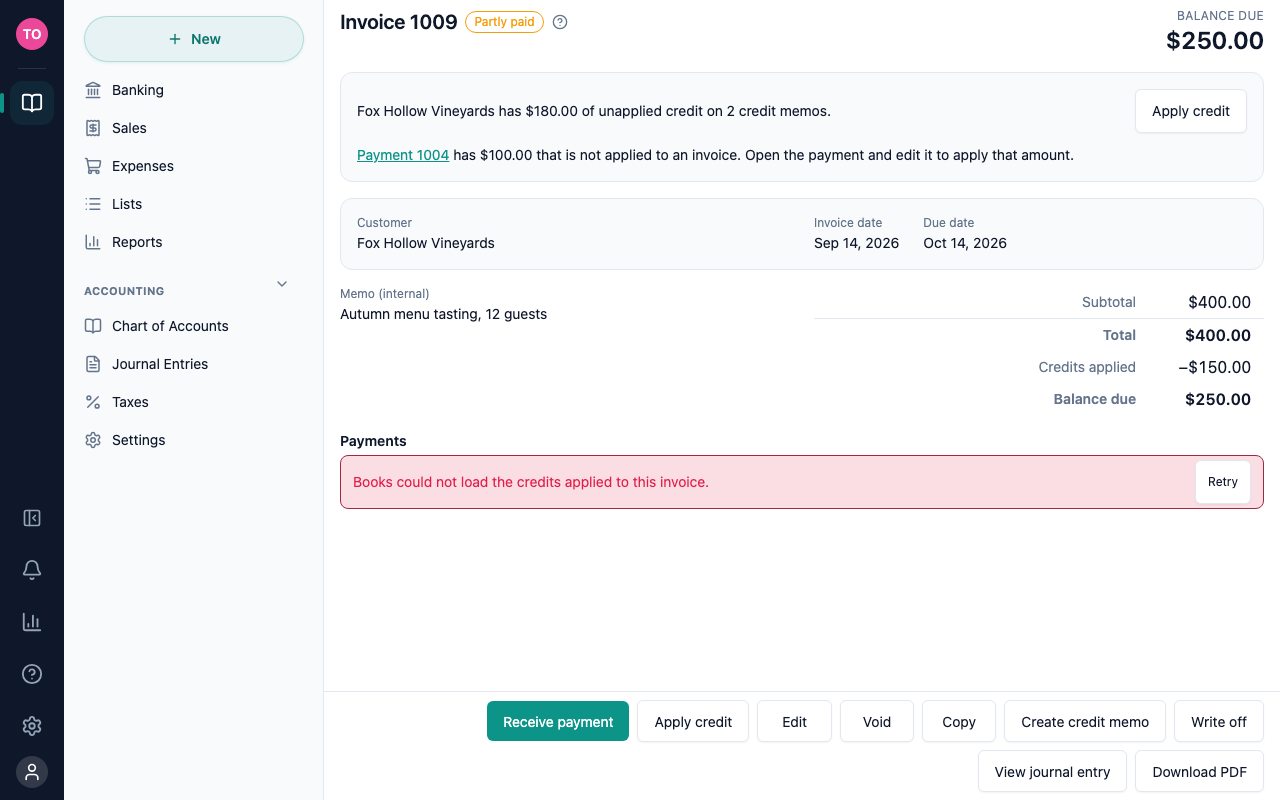 TO
New
Banking
Sales
Expenses
Lists
Reports
ACCOUNTING
Chart of Accounts
Journal Entries
Taxes
Settings
Invoice 1009 Partly paid
BALANCE DUE
$250.00
Fox Hollow Vineyards has $180.00 of unapplied credit on 2 credit memos.
Apply credit
Payment 1004 has $100.00 that is not applied to an invoice. Open the payment and edit it to apply that amount.
Customer
Fox Hollow Vineyards
Invoice date
Sep 14, 2026
Due date
Oct 14, 2026
Memo (internal)
Autumn menu tasting, 12 guests
Subtotal $400.00
Total $400.00
Credits applied –$150.00
Balance due $250.00
Payments
Books could not load the credits applied to this invoice.
Retry
Receive payment Apply credit Edit Void Copy Create credit memo Write off
View journal entry Download PDF